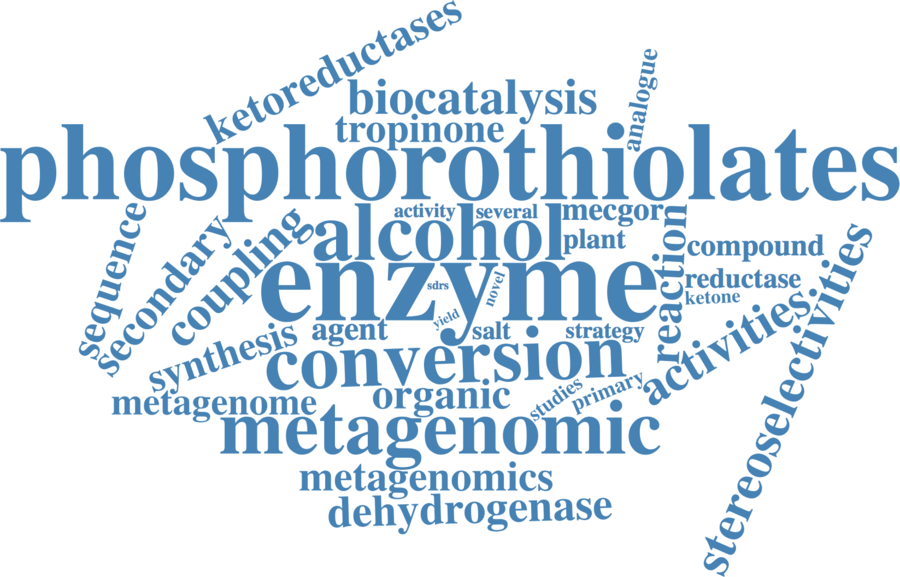 ketoreductases
analogue
biocatalysis
tropinone
phosphorothiolates
sequence
secondary
coupling
activity
several
mecgor
alcohol
plant
reaction
compound
stereoselectivities
enzyme
sdrs
novel
reductase
ketone
yield
agent
salt
strategy
activities
synthesis
conversion
metagenome
organic
studies
primary
metagenomic
metagenomics
dehydrogenase